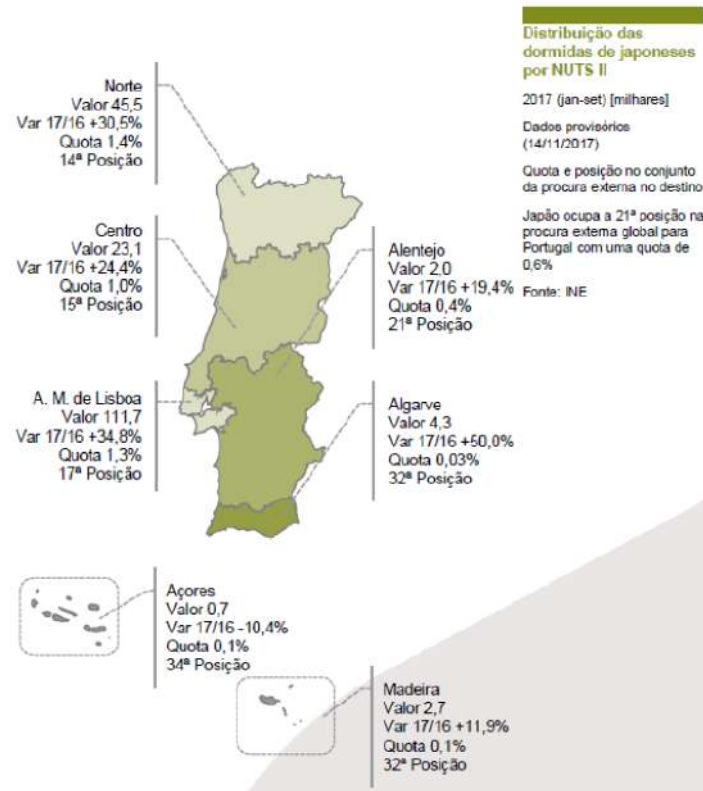 Distribuição das
dormidas de japoneses
por NUTS II
2017 (jan-set) [milhares]
Dados provisórios
(14/11/2017)
Quota e posição no conjunto
da procura externa no destino
Japão ocupa a 21ª posição na
procura externa global para
Portugal com uma quota de
0,6%
Fonte: INE
Norte
Valor 45,5
Var 17/16 +30,5%
Quota 1,4%
14ª Posição
Centro
Valor 23,1
Var 17/16 +24,4%
Quota 1,0%
15ª Posição
Alentejo
Valor 2,0
Var 17/16 +19,4%
Quota 0,4%
21ª Posição
A. M. de Lisboa
Valor 111,7
Var 17/16 +34,8%
Quota 1,3%
17ª Posição
Algarve
Valor 4,3
Var 17/16 +50,0%
Quota 0,03%
32ª Posição
Açores
Valor 0,7
Var 17/16 -10,4%
Quota 0,1%
34ª Posição
Madeira
Valor 2,7
Var 17/16 +11,9%
Quota 0,1%
32ª Posição